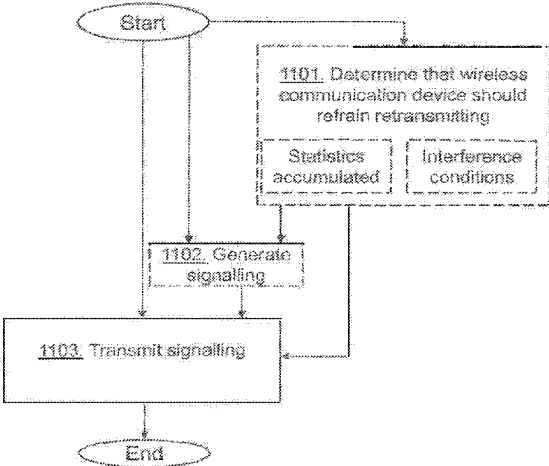 Start
1101. Determine that wireless
communication device should
refrain retransmitting
Statistics
accumulated
Interference
conditions
1102. Generate
signalling
1103. Transmit signalling
End